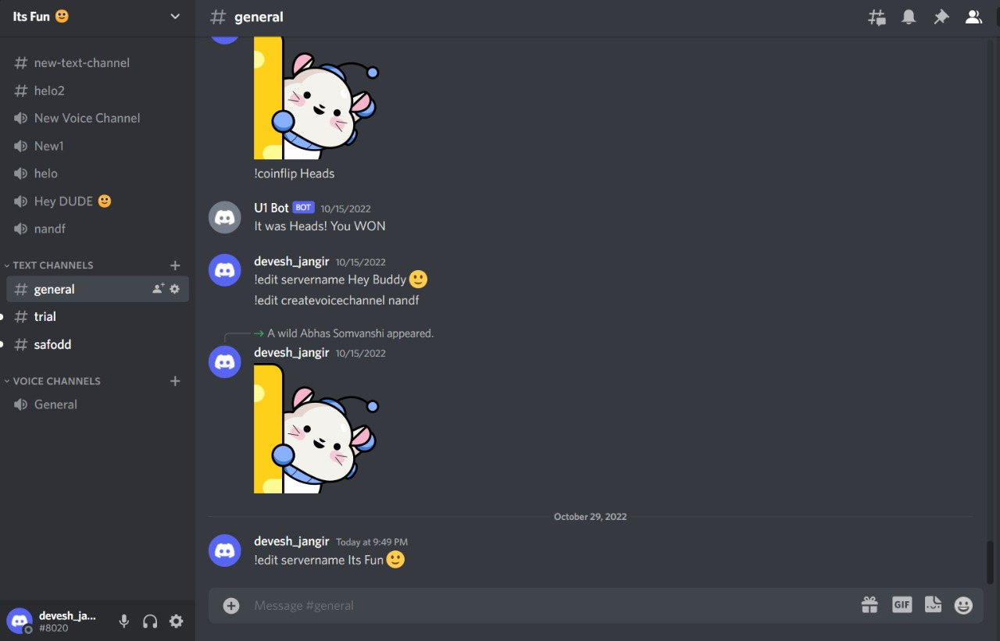 Its Fun 🙂
new-text-channel
helo2
New Voice Channel
New1
helo
Hey DUDE 🙂
nandf
TEXT CHANNELS
general
trial
safodd
VOICE CHANNELS
General
devesh_ja...
#8020
general
!coinflip Heads
U1 Bot BOT 10/15/2022
It was Heads! You WON
devesh_jangir 10/15/2022
!edit servername Hey Buddy 🙂
!edit createvoicechannel nandf
A wild Abhas Somvanshi appeared.
devesh_jangir 10/15/2022
October 29, 2022
devesh_jangir Today at 9:49 PM
!edit servername Its Fun 🙂
Message #general
GIF